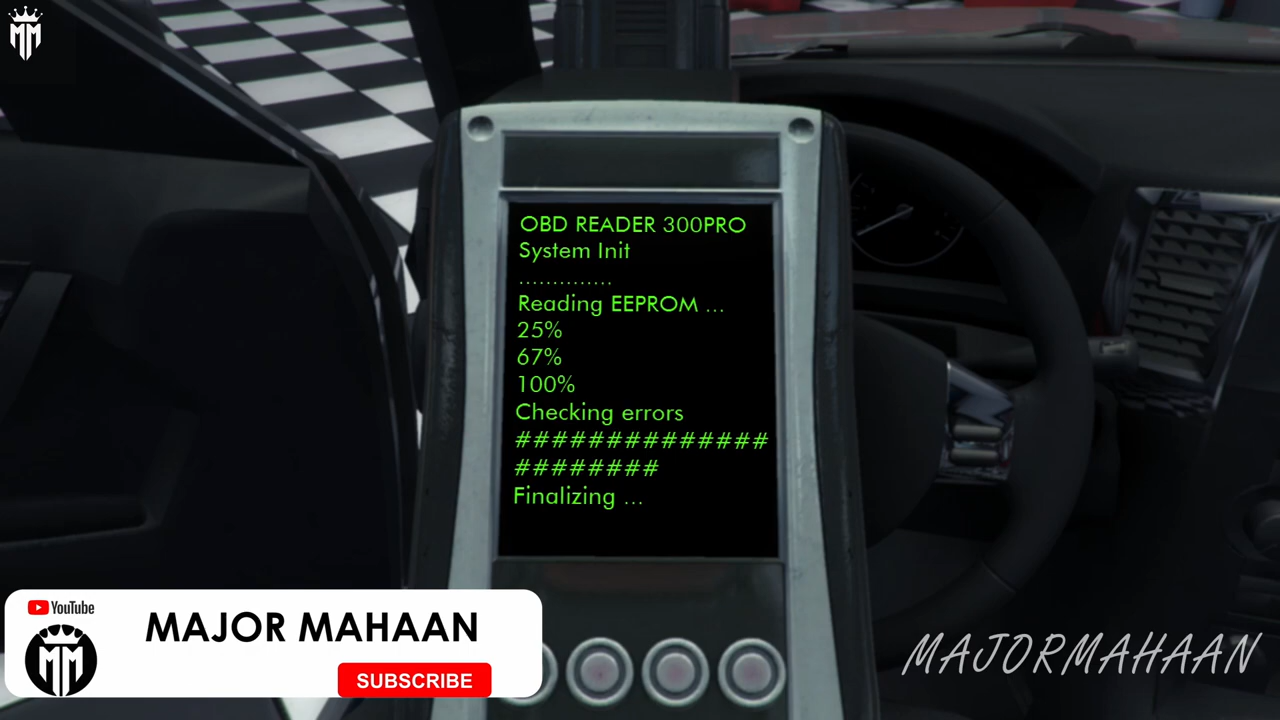 OBD READER 300PRO
System Init
..............
Reading EEPROM ...
25%
67%
100%
Checking errors
##############
########
Finalizing ...
YouTube
MAJOR MAHAAN
SUBSCRIBE
MAJORMAHAAN